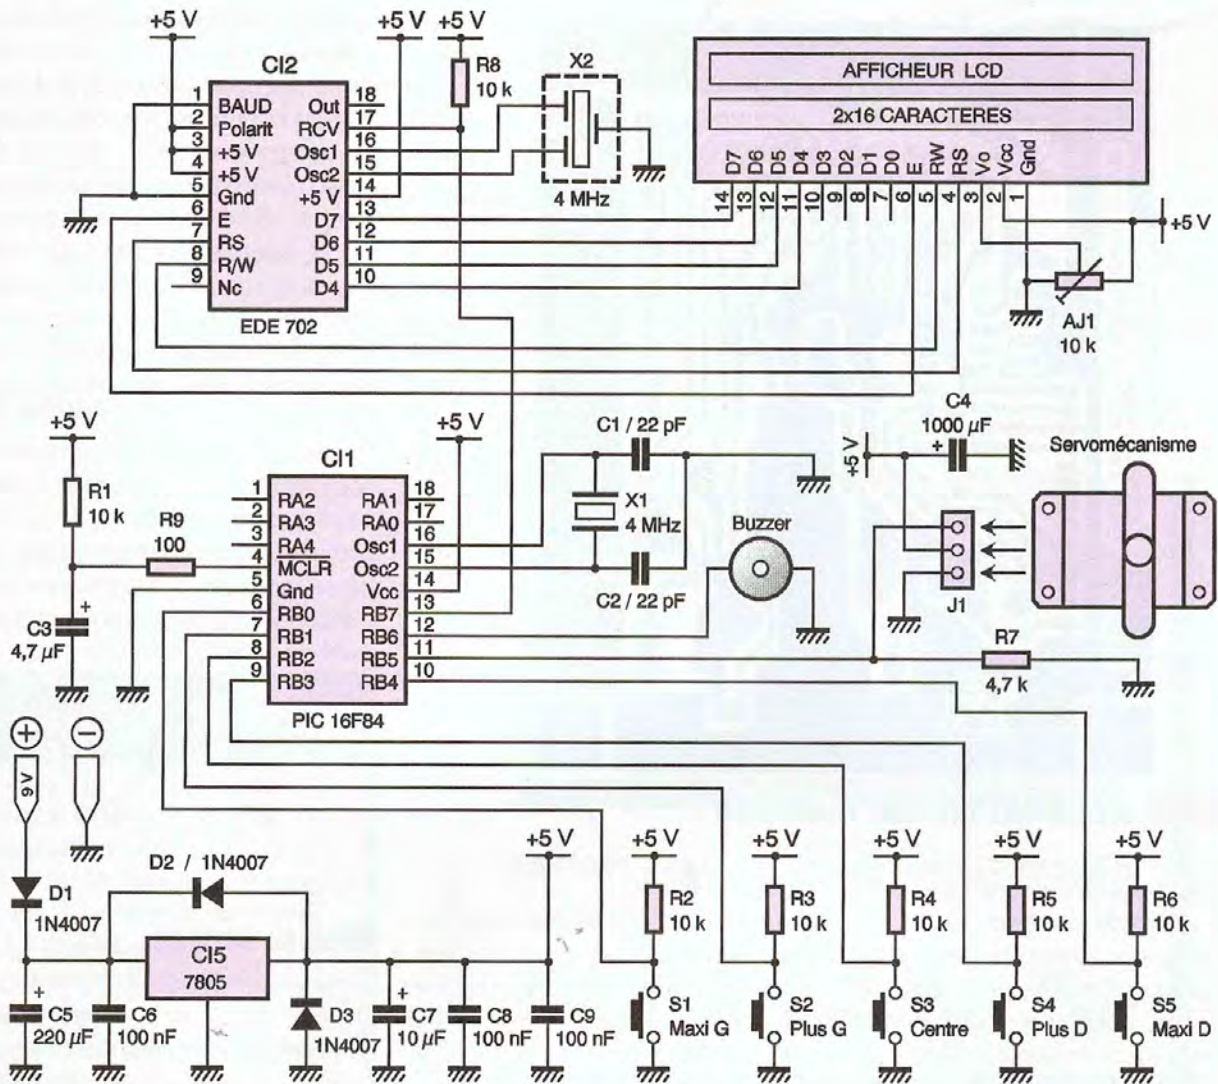 +5 V
+5 V
+5 V
CI2
R8
10 k
X2
4 MHz
1 BAUD
2 Polarit
3 +5 V
4 +5 V
5 Gnd
6 E
7 RS
8 R/W
9 Nc
Out 18
RCV 17
Osc1 16
Osc2 15
+5 V 14
D7 13
D6 12
D5 11
D4 10
EDE 702
AFFICHEUR LCD
2x16 CARACTERES
D7 D6 D5 D4 D3 D2 D1 D0 E RW RS Vo Vcc Gnd
14 13 12 11 10 9 8 7 6 5 4 3 2 1
+5 V
AJ1
10 k
+5 V
R1
10 k
R9
100
C3
+
4,7 µF
CI1
+5 V
1 RA2
2 RA3
3 RA4
4 MCLR
5 Gnd
6 RB0
7 RB1
8 RB2
9 RB3
RA1 18
RA0 17
Osc1 16
Osc2 15
Vcc 14
RB7 13
RB6 12
RB5 11
RB4 10
PIC 16F84
C1 / 22 pF
X1
4 MHz
C2 / 22 pF
Buzzer
+5 V
C4
1000 µF
+
J1
Servomécanisme
R7
4,7 k
+
−
9 V
D1
1N4007
D2 / 1N4007
CI5
7805
+
C5
220 µF
C6
100 nF
D3
1N4007
+
C7
10 µF
C8
100 nF
C9
100 nF
+5 V
+5 V
R2
10 k
S1
Maxi G
+5 V
R3
10 k
S2
Plus G
+5 V
R4
10 k
S3
Centre
+5 V
R5
10 k
S4
Plus D
+5 V
R6
10 k
S5
Maxi D